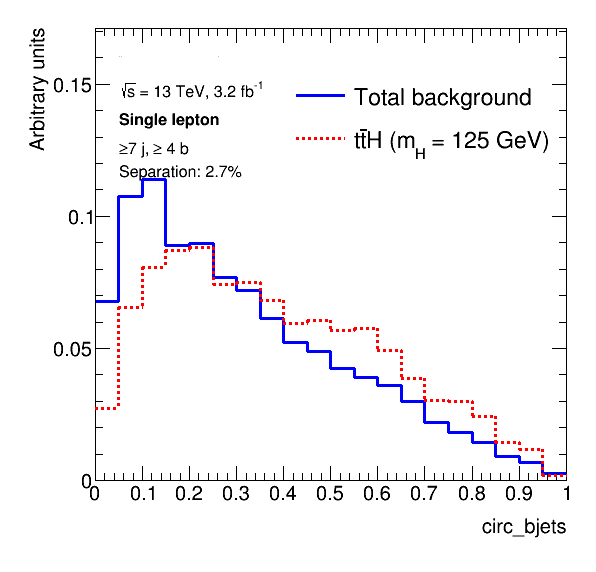 Arbitrary units
√s = 13 TeV, 3.2 fb⁻¹
Single lepton
≥7 j, ≥ 4 b
Separation: 2.7%
Total background
tt̄H (m_H = 125 GeV)
0.15
0.1
0.05
0
0 0.1 0.2 0.3 0.4 0.5 0.6 0.7 0.8 0.9 1
circ_bjets